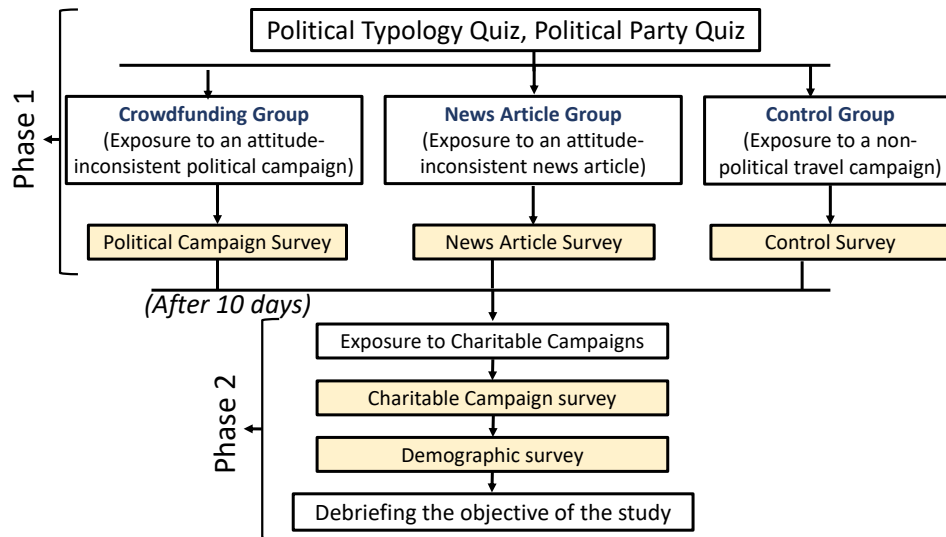 Political Typology Quiz, Political Party Quiz
Phase 1
Crowdfunding Group
(Exposure to an attitude-
inconsistent political campaign)
News Article Group
(Exposure to an attitude-
inconsistent news article)
Control Group
(Exposure to a non-
political travel campaign)
Political Campaign Survey
News Article Survey
Control Survey
(After 10 days)
Phase 2
Exposure to Charitable Campaigns
Charitable Campaign survey
Demographic survey
Debriefing the objective of the study